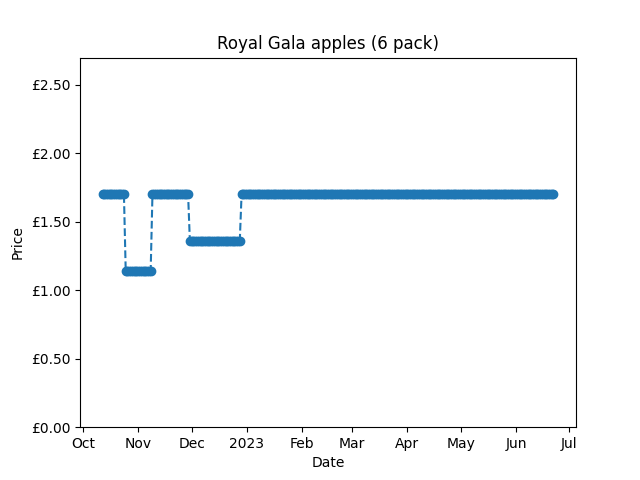 Royal Gala apples (6 pack)
£2.50
£2.00
£1.50
£1.00
£0.50
£0.00
Price
Oct Nov Dec 2023 Feb Mar Apr May Jun Jul
Date